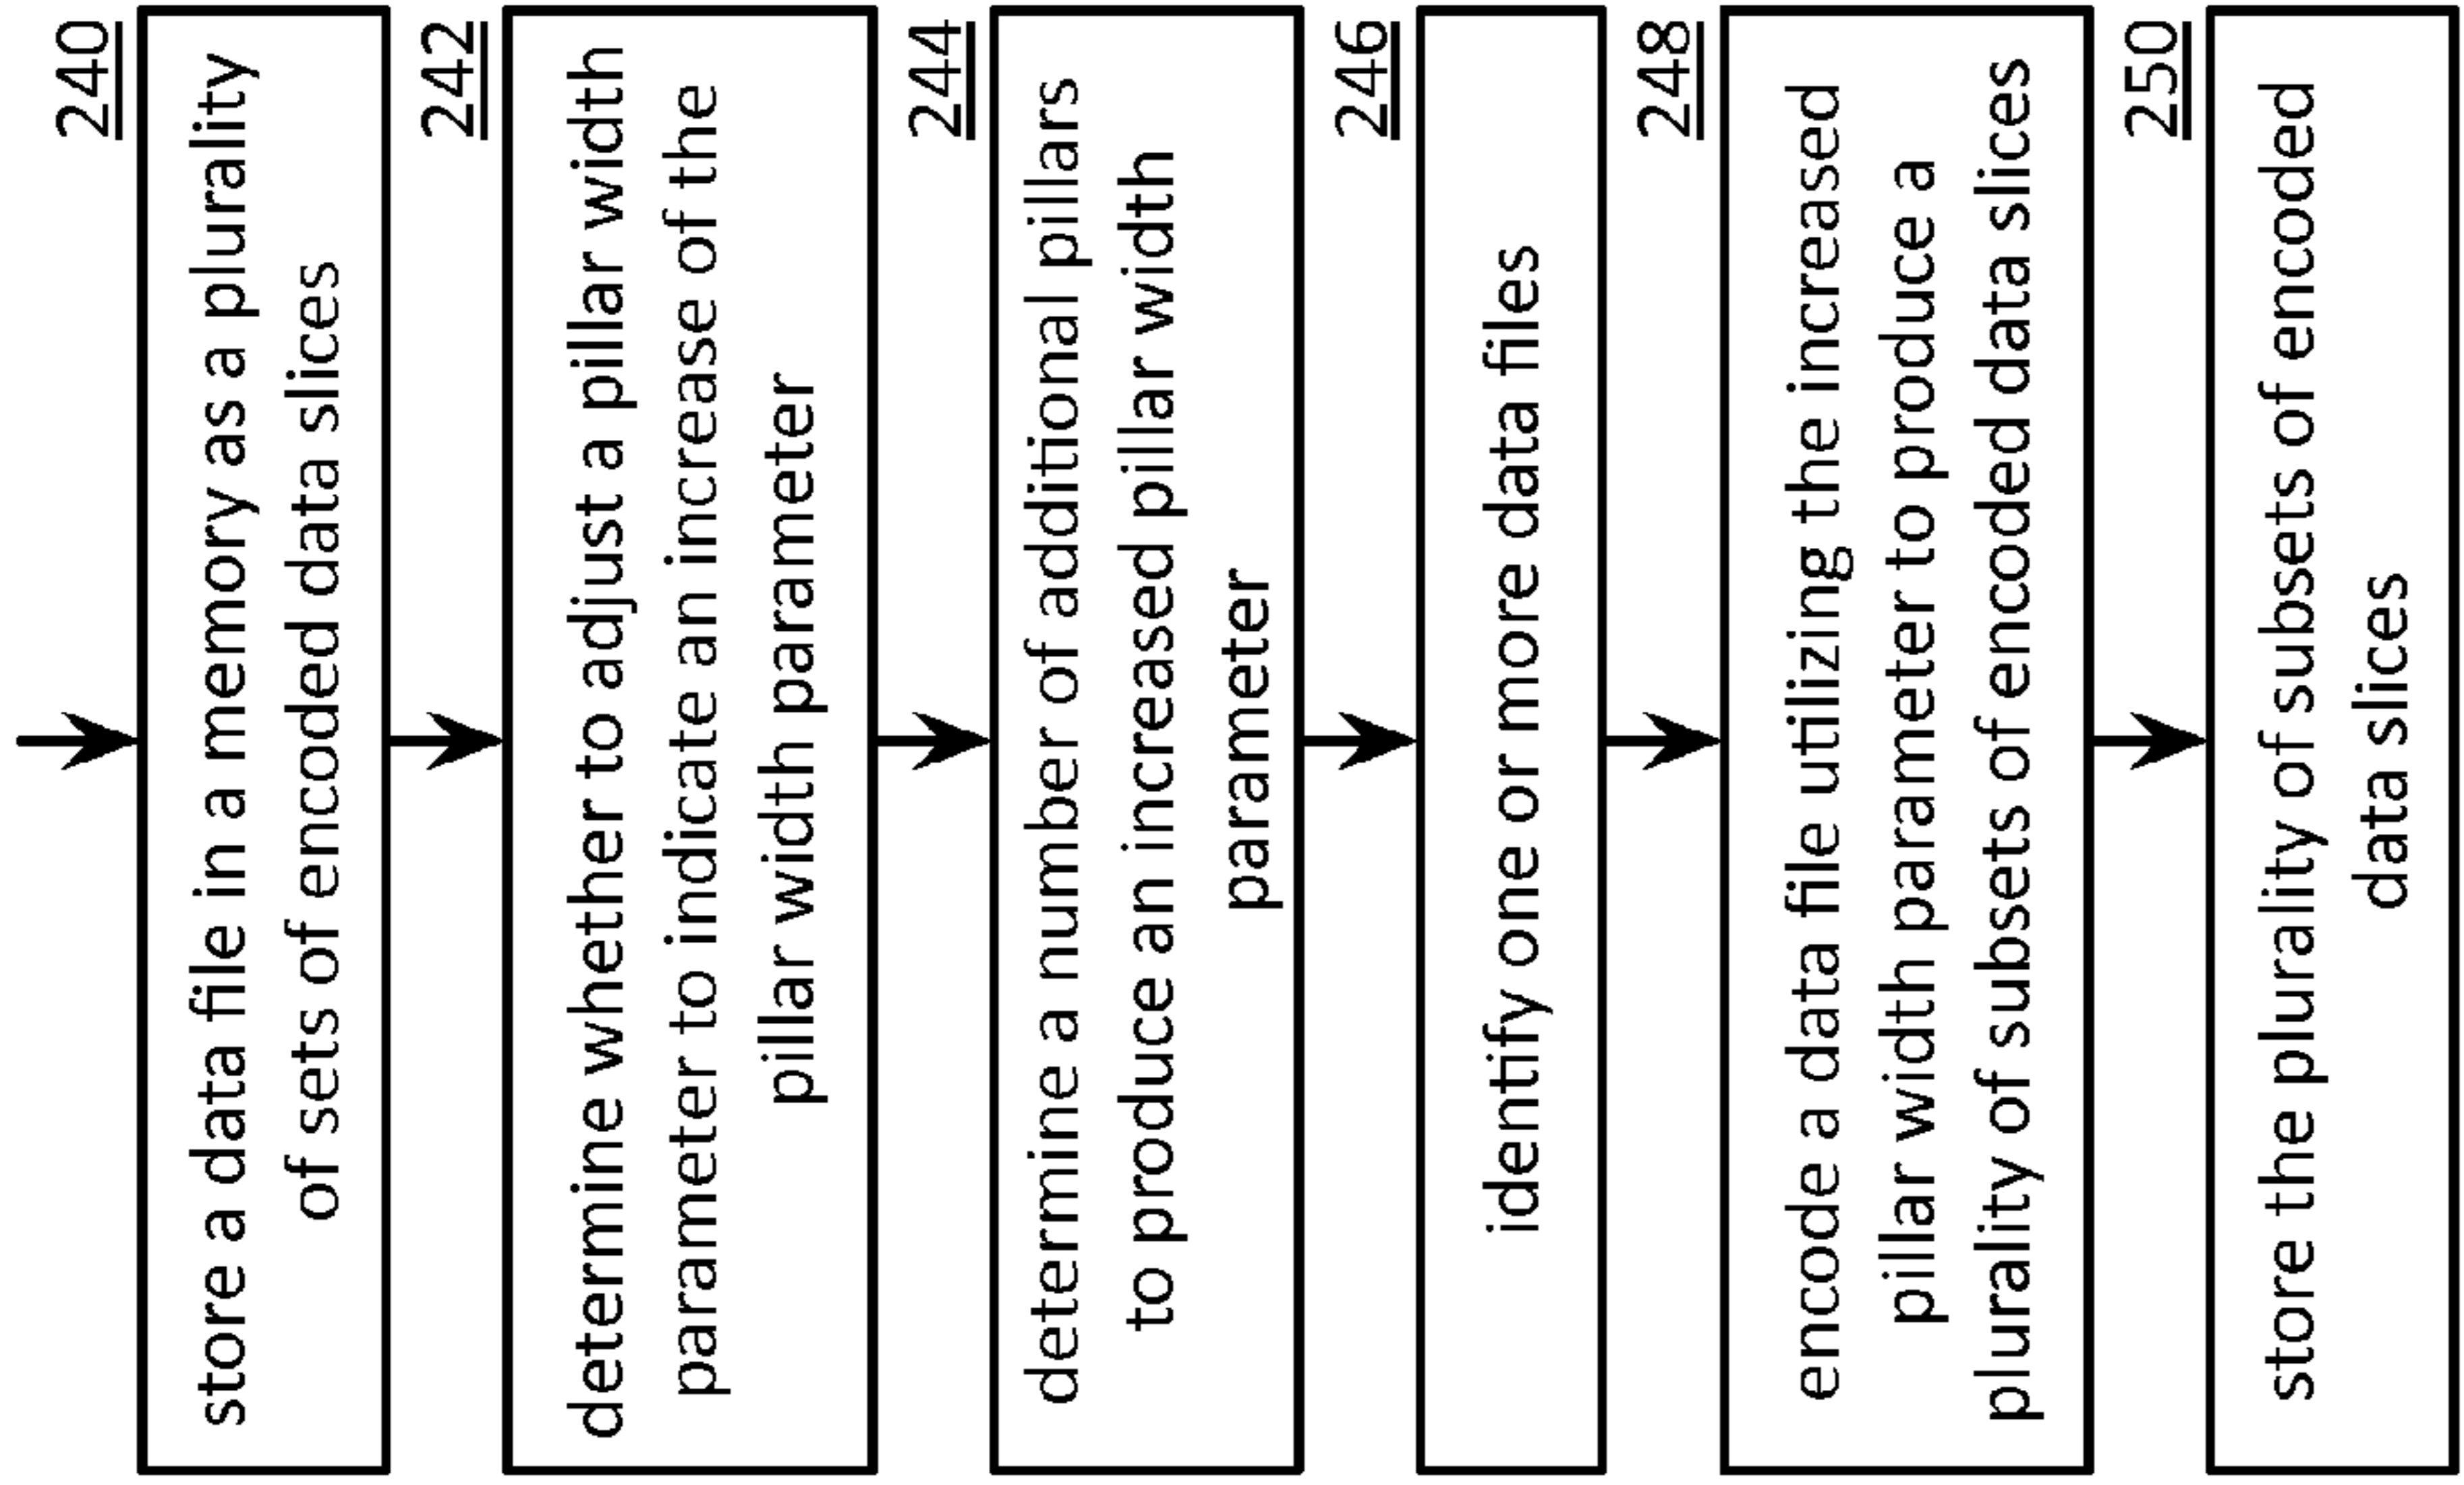 240
store a data file in a memory as a plurality
of sets of encoded data slices
242
determine whether to adjust a pillar width
parameter to indicate an increase of the
pillar width parameter
244
determine a number of additional pillars
to produce an increased pillar width
parameter
246
identify one or more data files
248
encode a data file utilizing the increased
pillar width parameter to produce a
plurality of subsets of encoded data slices
250
store the plurality of subsets of encoded
data slices